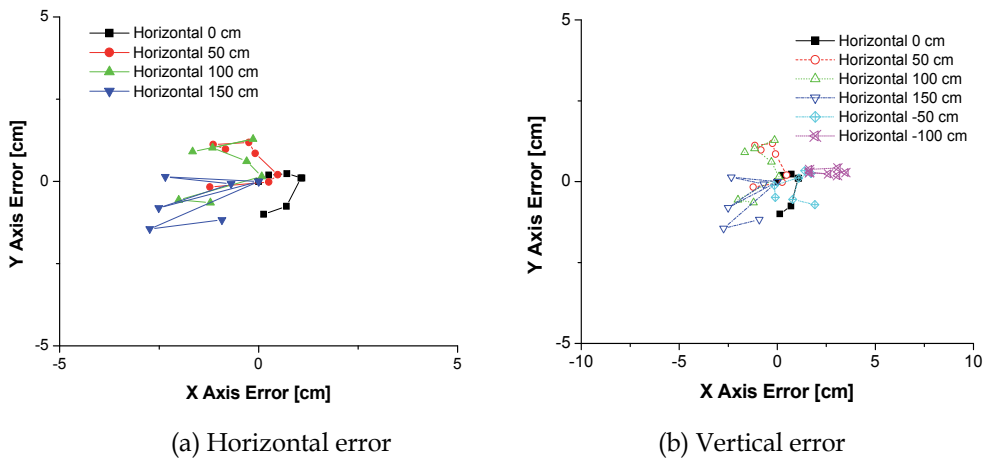 5
Horizontal 0 cm
Horizontal 50 cm
Horizontal 100 cm
Horizontal 150 cm
0
-5
-5
0
5
Y Axis Error [cm]
X Axis Error [cm]
(a) Horizontal error
5
Horizontal 0 cm
Horizontal 50 cm
Horizontal 100 cm
Horizontal 150 cm
Horizontal -50 cm
Horizontal -100 cm
0
-5
-10
-5
0
5
10
Y Axis Error [cm]
X Axis Error [cm]
(b) Vertical error